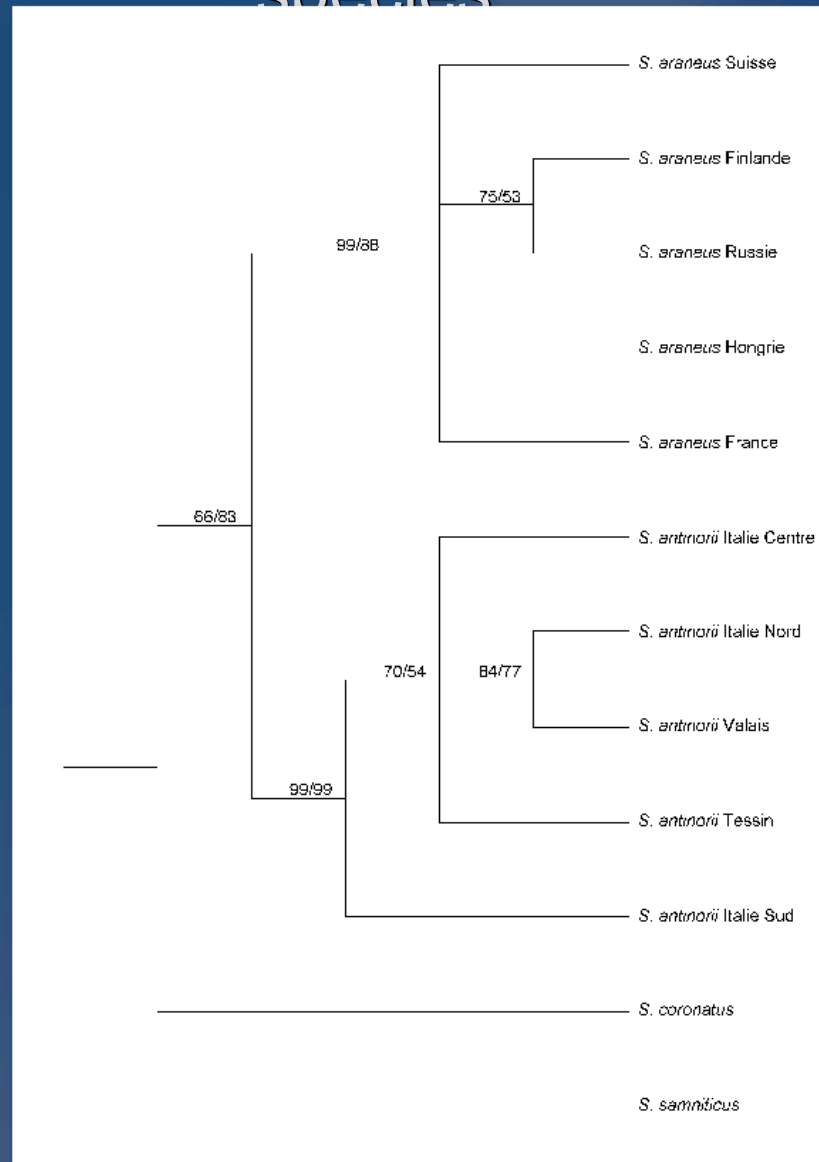 species
S. araneus Suisse
S. araneus Finlande
75/53
S. araneus Russie
99/88
S. araneus Hongrie
S. araneus France
66/83
S. antinorii Italie Centre
S. antinorii Italie Nord
70/54
84/77
S. antinorii Valais
99/99
S. antinorii Tessin
S. antinorii Italie Sud
S. coronatus
S. samniticus